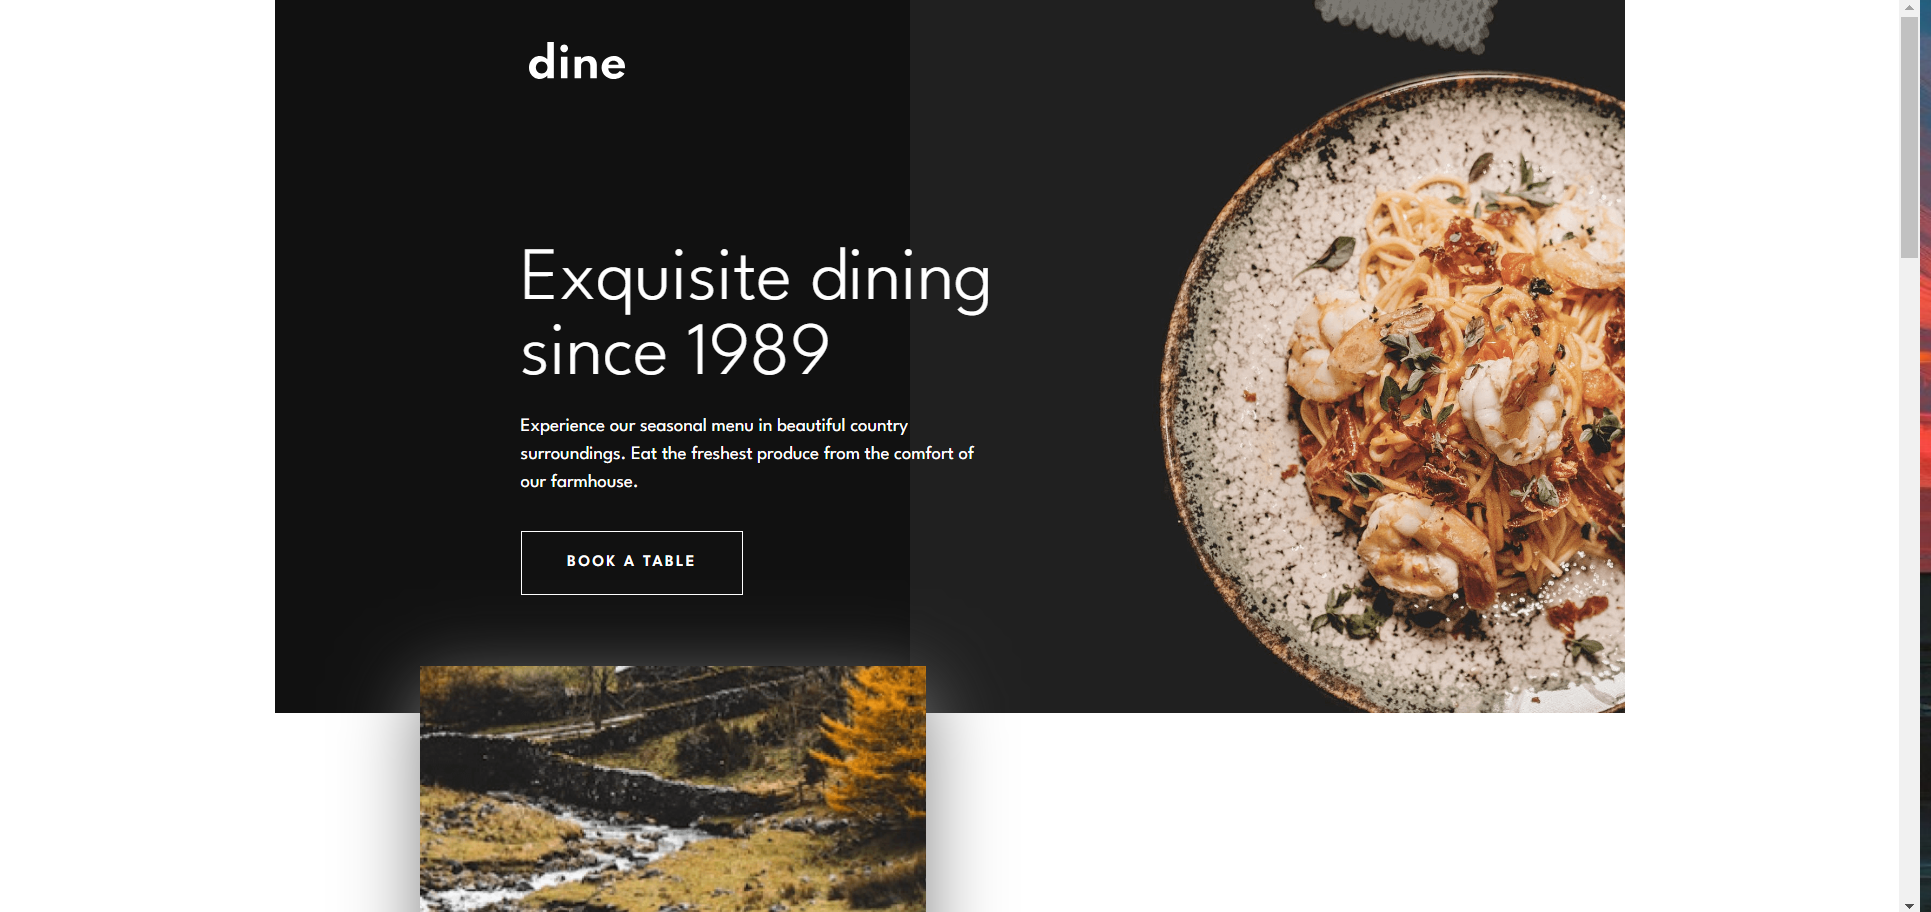 dine
Exquisite dining
since 1989
Experience our seasonal menu in beautiful country
surroundings. Eat the freshest produce from the comfort of
our farmhouse.
BOOK A TABLE